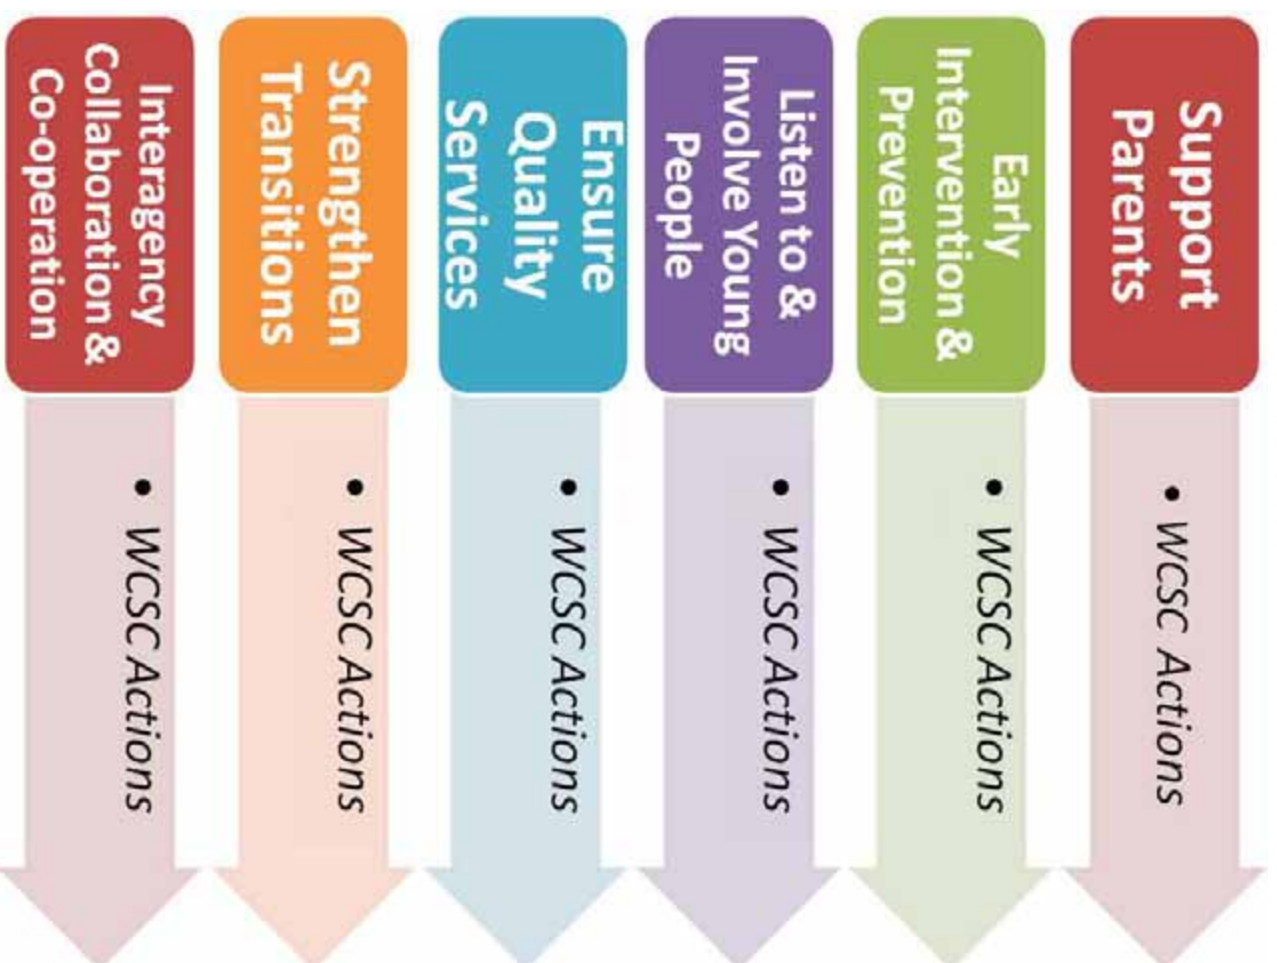 Support
Parents
• WCSC Actions
Early
Intervention &
Prevention
• WCSC Actions
Listen to &
Involve Young
People
• WCSC Actions
Ensure
Quality
Services
• WCSC Actions
Strengthen
Transitions
• WCSC Actions
Interagency
Collaboration &
Co-operation
• WCSC Actions